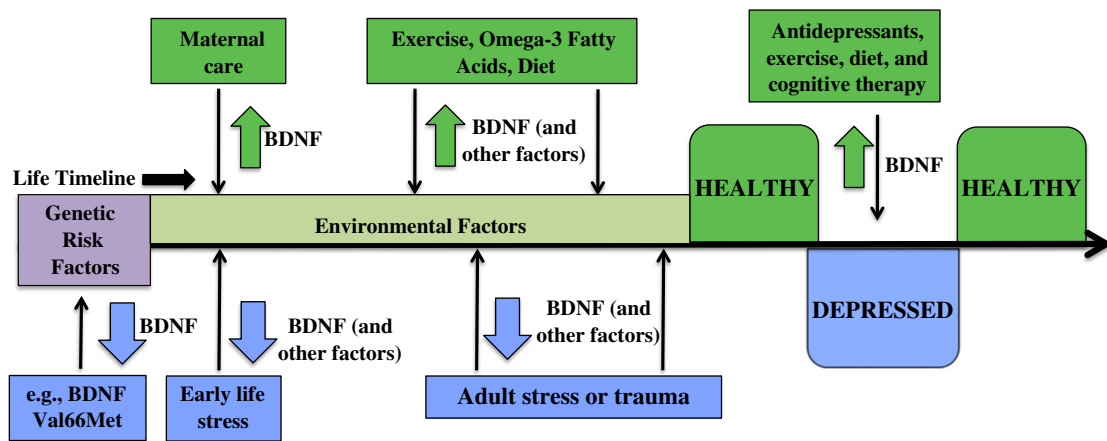 Maternal
care
Exercise, Omega-3 Fatty
Acids, Diet
Antidepressants,
exercise, diet, and
cognitive therapy
BDNF
BDNF (and
other factors)
BDNF
Life Timeline
HEALTHY
HEALTHY
Genetic
Risk
Factors
Environmental Factors
DEPRESSED
BDNF
BDNF (and
other factors)
BDNF (and
other factors)
e.g., BDNF
Val66Met
Early life
stress
Adult stress or trauma